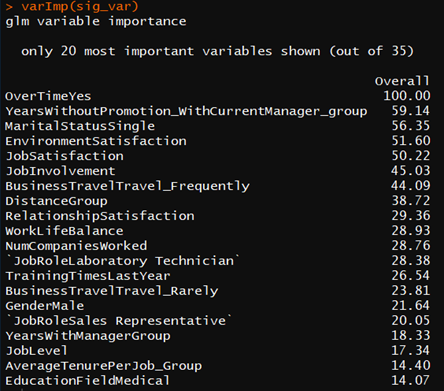 > varImp(sig_var)
glm variable importance
only 20 most important variables shown (out of 35)
Overall
OverTimeYes 100.00
YearsWithoutPromotion_WithCurrentManager_group 59.14
MaritalStatusSingle 56.35
EnvironmentSatisfaction 51.60
JobSatisfaction 50.22
JobInvolvement 45.03
BusinessTravelTravel_Frequently 44.09
DistanceGroup 38.72
RelationshipSatisfaction 29.36
WorkLifeBalance 28.93
NumCompaniesWorked 28.76
`JobRoleLaboratory Technician` 28.38
TrainingTimesLastYear 26.54
BusinessTravelTravel_Rarely 23.81
GenderMale 21.64
`JobRoleSales Representative` 20.05
YearsWithManagerGroup 18.33
JobLevel 17.34
AverageTenurePerJob_Group 14.40
EducationFieldMedical 14.07